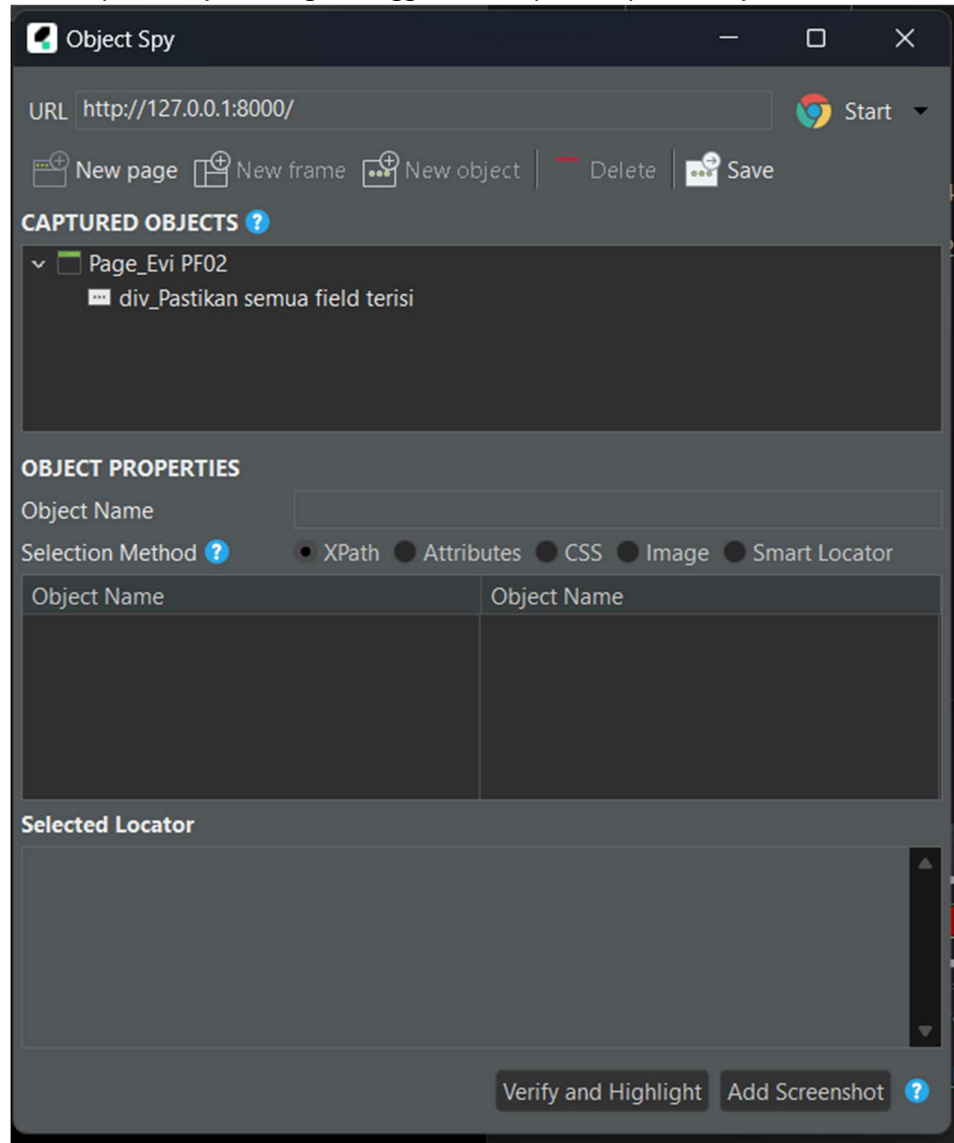 Object Spy
URL http://127.0.0.1:8000/ Start
New page New frame New object Delete Save
CAPTURED OBJECTS ?
Page_Evi PF02
div_Pastikan semua field terisi
OBJECT PROPERTIES
Object Name
Selection Method ? XPath Attributes CSS Image Smart Locator
Object Name Object Name
Selected Locator
Verify and Highlight Add Screenshot ?